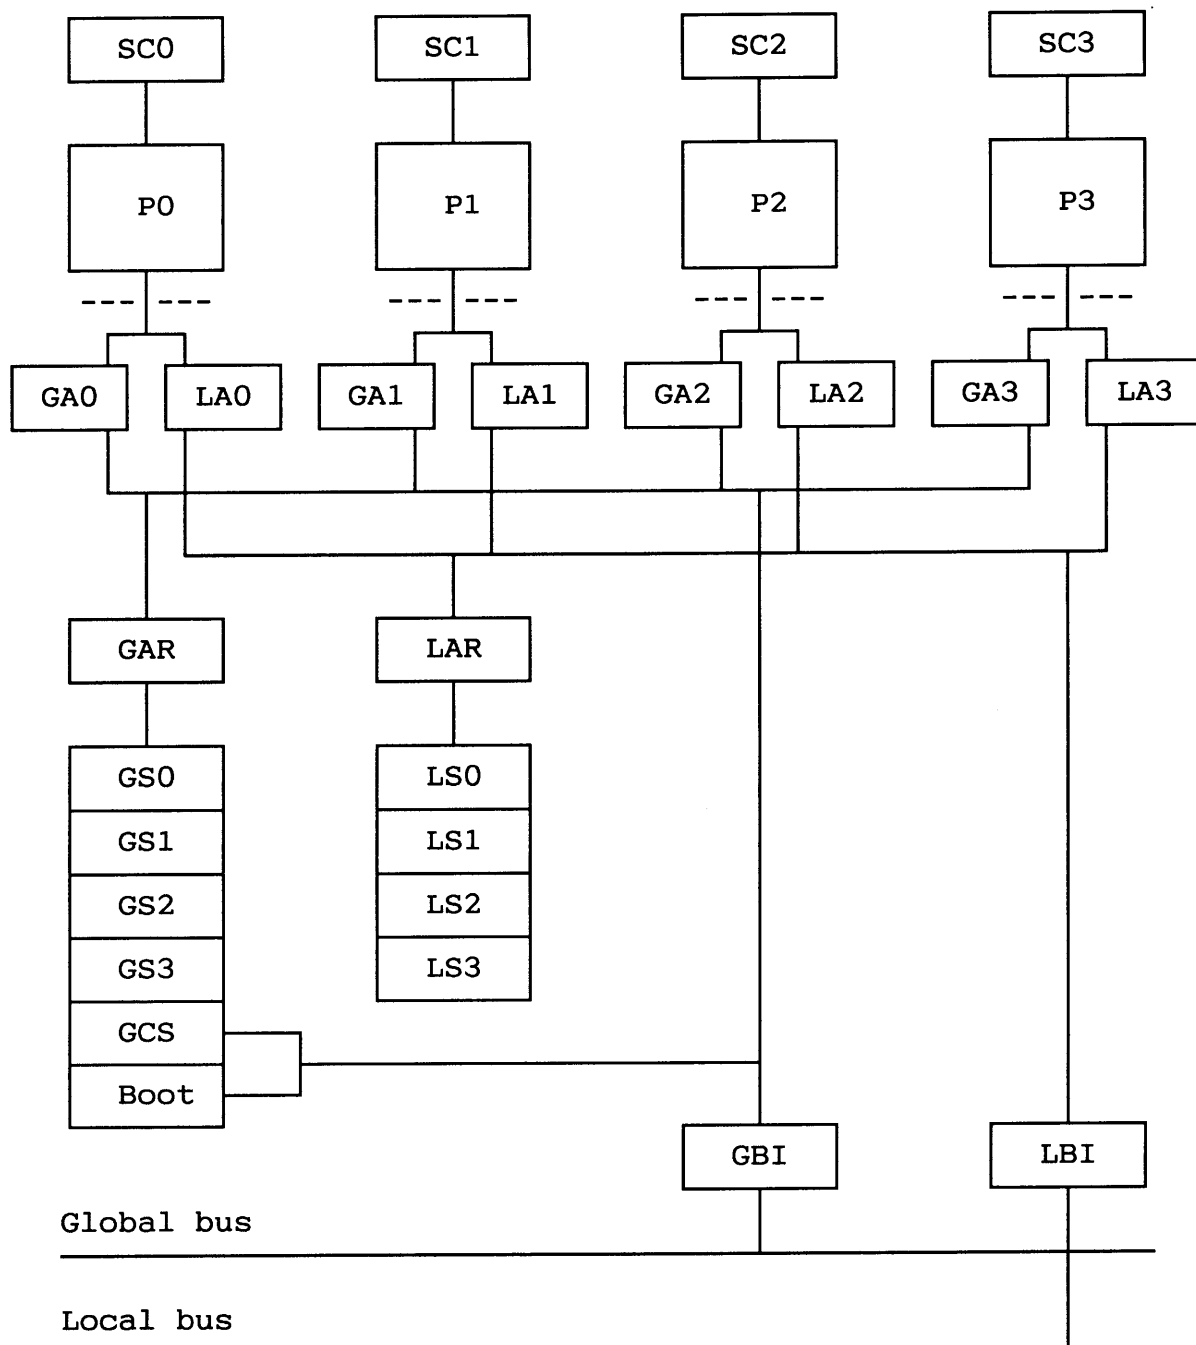 SC0 SC1 SC2 SC3
P0 P1 P2 P3
GA0 LA0 GA1 LA1 GA2 LA2 GA3 LA3
GAR LAR
GS0 LS0
GS1 LS1
GS2 LS2
GS3 LS3
GCS
Boot
GBI LBI
Global bus
Local bus